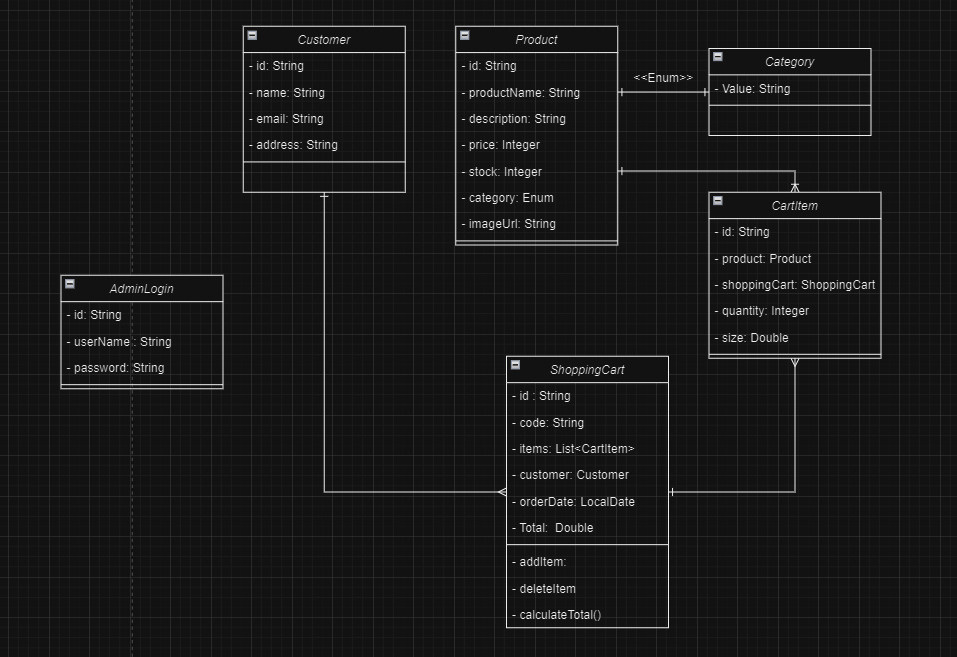 Customer
- id: String
- name: String
- email: String
- address: String
Product
- id: String
- productName: String
- description: String
- price: Integer
- stock: Integer
- category: Enum
- imageUrl: String
<<Enum>>
Category
- Value: String
CartItem
- id: String
- product: Product
- shoppingCart: ShoppingCart
- quantity: Integer
- size: Double
AdminLogin
- id: String
- userName : String
- password: String
ShoppingCart
- id : String
- code: String
- items: List<CartItem>
- customer: Customer
- orderDate: LocalDate
- Total:  Double
- addItem:
- deleteItem
- calculateTotal()